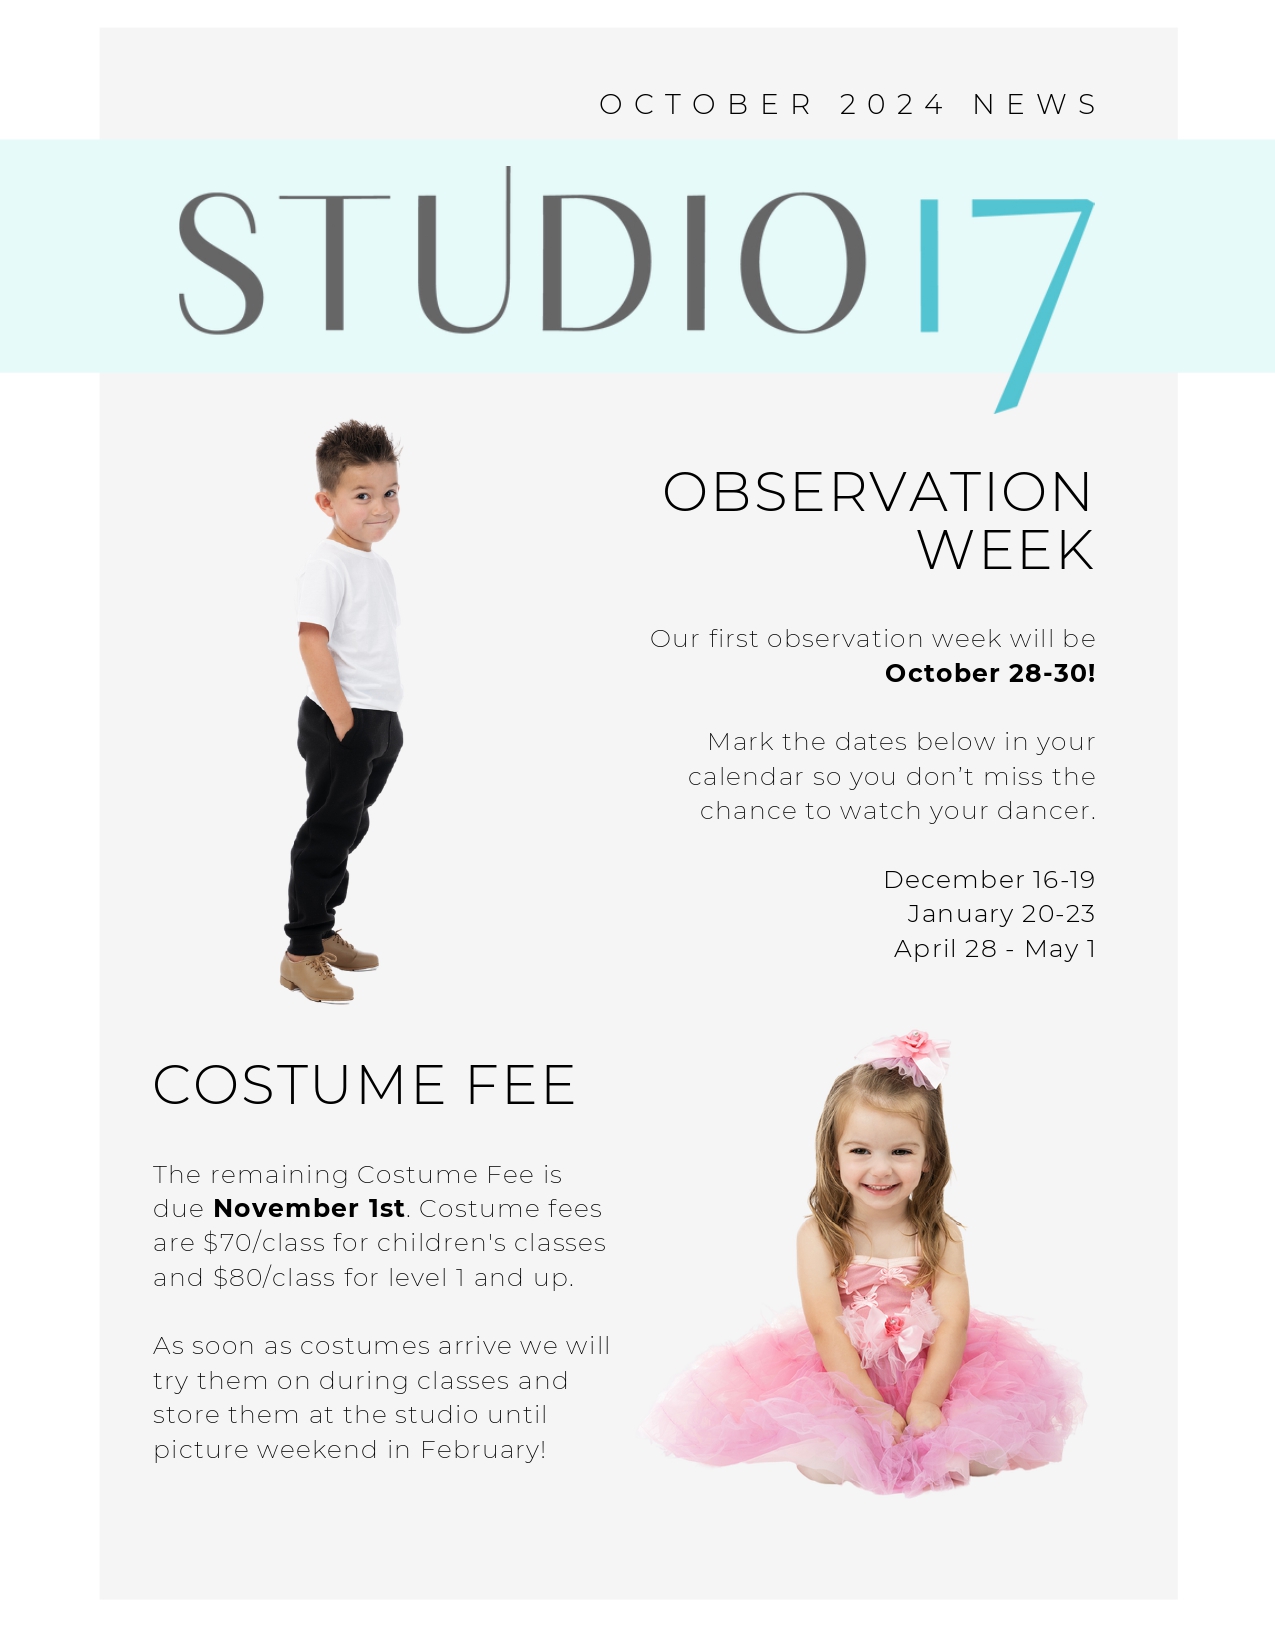 OCTOBER 2024 NEWS
STUDIO 17
OBSERVATION
WEEK
Our first observation week will be
October 28-30!
Mark the dates below in your
calendar so you don’t miss the
chance to watch your dancer.
December 16-19
January 20-23
April 28 - May 1
COSTUME FEE
The remaining Costume Fee is
due November 1st. Costume fees
are $70/class for children's classes
and $80/class for level 1 and up.
As soon as costumes arrive we will
try them on during classes and
store them at the studio until
picture weekend in February!